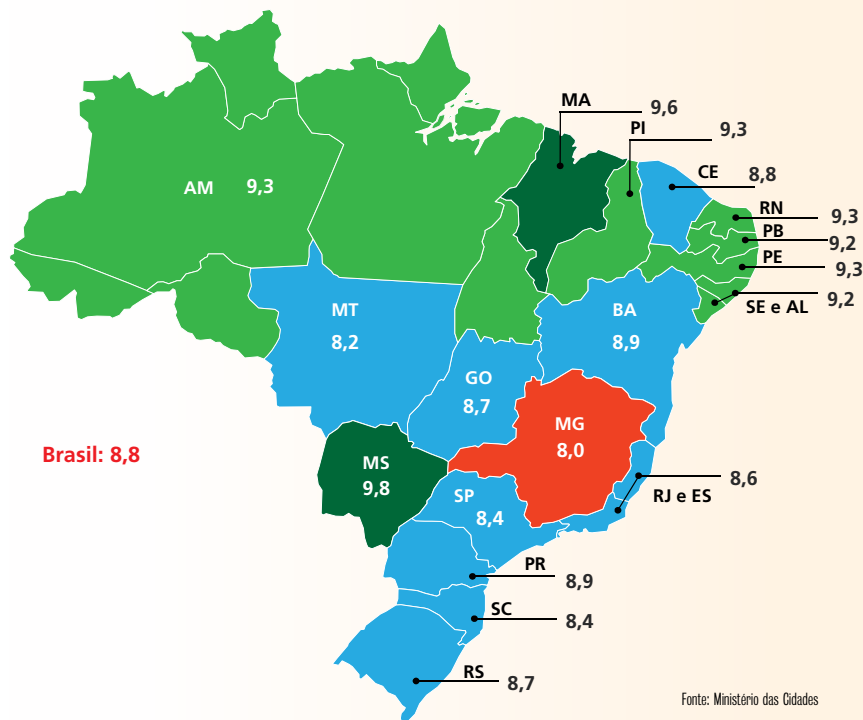 MA 9,6
PI 9,3
CE 8,8
AM 9,3
RN 9,3
PB 9,2
PE 9,3
SE e AL 9,2
MT
8,2
BA
8,9
GO
8,7
MG
8,0
Brasil: 8,8
MS
9,8
RJ e ES 8,6
SP
8,4
PR 8,9
SC 8,4
RS 8,7
Fonte: Ministério das Cidades